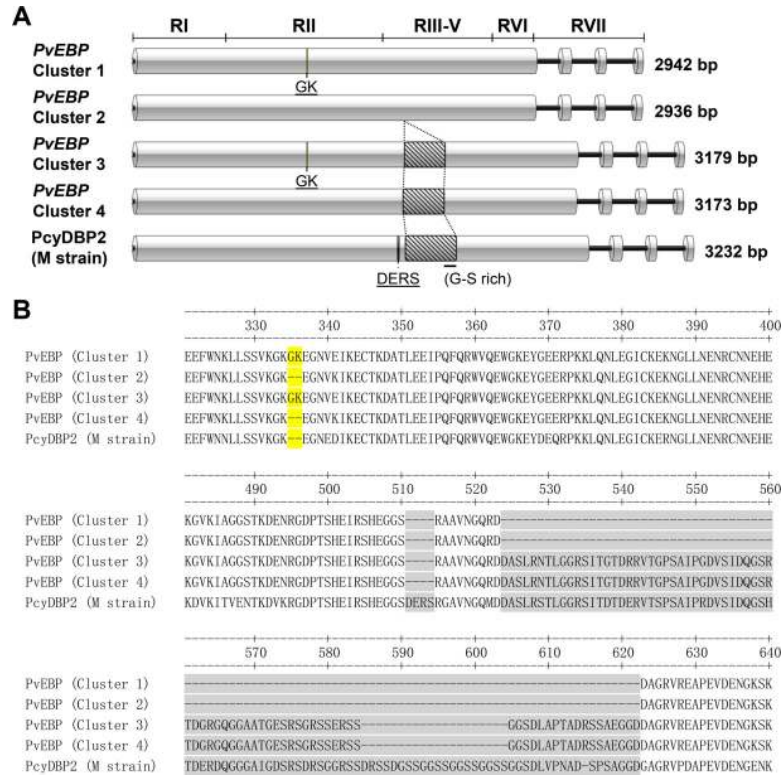 A
RI RII RIII-V RVI RVII
PvEBP
Cluster 1
2942 bp
GK
PvEBP
Cluster 2
2936 bp
PvEBP
Cluster 3
3179 bp
GK
PvEBP
Cluster 4
3173 bp
PcyDBP2
(M strain)
3232 bp
DERS (G-S rich)
B
330 340 350 360 370 380 390 400
PvEBP (Cluster 1) EEFWNKLLSSVKGKGKEGNVEIKECTKDATLEEIPQFQRWVQEWGKEYGEERPKKLQNLEGICKEKNGLLNENRCNNEHE
PvEBP (Cluster 2) EEFWNKLLSSVKGK--EGNVEIKECTKDATLEEIPQFQRWVQEWGKEYGEERPKKLQNLEGICKEKNGLLNENRCNNEHE
PvEBP (Cluster 3) EEFWNKLLSSVKGKGKEGNVEIKECTKDATLEEIPQFQRWVQEWGKEYGEERPKKLQNLEGICKEKNGLLNENRCNNEHE
PvEBP (Cluster 4) EEFWNKLLSSVKGK--EGNVKIKECTKDATLEEIPQFQRWVQEWGKEYGEERPKKLQNLEGICKEKNGLLNENRCNNEHE
PcyDBP2 (M strain) EEFWNKLLSSVKGK--EGNEDIKECTKDATLEEIPQFQRWVQEWGKEYDEQRPKKLQNLEGICKERNGLLNENRCNNEHE
490 500 510 520 530 540 550 560
PvEBP (Cluster 1) KGVKIAGGSTKDENRGDPTSHEIRSHEGGS----RAAVNGQRD-------------------------------------
PvEBP (Cluster 2) KGVKIAGGSTKDENRGDPTSHEIRSHEGGS----RAAVNGQRD-------------------------------------
PvEBP (Cluster 3) KGVKIAGGSTKDENRGDPTSHEIRSHEGGS----RAAVNGQRDDASLRNTLGGRSITGTDRRVTGPSAIPGDVSIDQGSR
PvEBP (Cluster 4) KGVKIAGGSTKDENRGDPTSHEIRSHEGGS----RAAVNGQRDDASLRNTLGGRSITGTDRRVTGPSAIPGDVSIDQGSR
PcyDBP2 (M strain) KDVKITVENTKDVKRGDPTSHEIRSHEGGSDERSRGAVNGQMDDASLRSTLGGRSITDTDERVTSPSAIPRDVSIDQGSH
570 580 590 600 610 620 630 640
PvEBP (Cluster 1) --------------------------------------------------------------DAGRVREAPEVDENGKSK
PvEBP (Cluster 2) --------------------------------------------------------------DAGRVREAPEVDENGKSK
PvEBP (Cluster 3) TDGRGQGGAATGESRSGRSSERSS--------------------GGSDLAPTADRSSAEGGDDAGRVREAPEVDENGKSK
PvEBP (Cluster 4) TDGRGQGGAATGESRSGRSSERSS--------------------GGSDLAPTADRSSAEGGDDAGRVREAPEVDENGKSK
PcyDBP2 (M strain) TDERDQGGGAIGDSRSDRSGGRSSDRSSDGSSGGSSGGSSGGSSGGSDLVPNAD-SPSAGGDGAGRVPDAPEVDENGENK